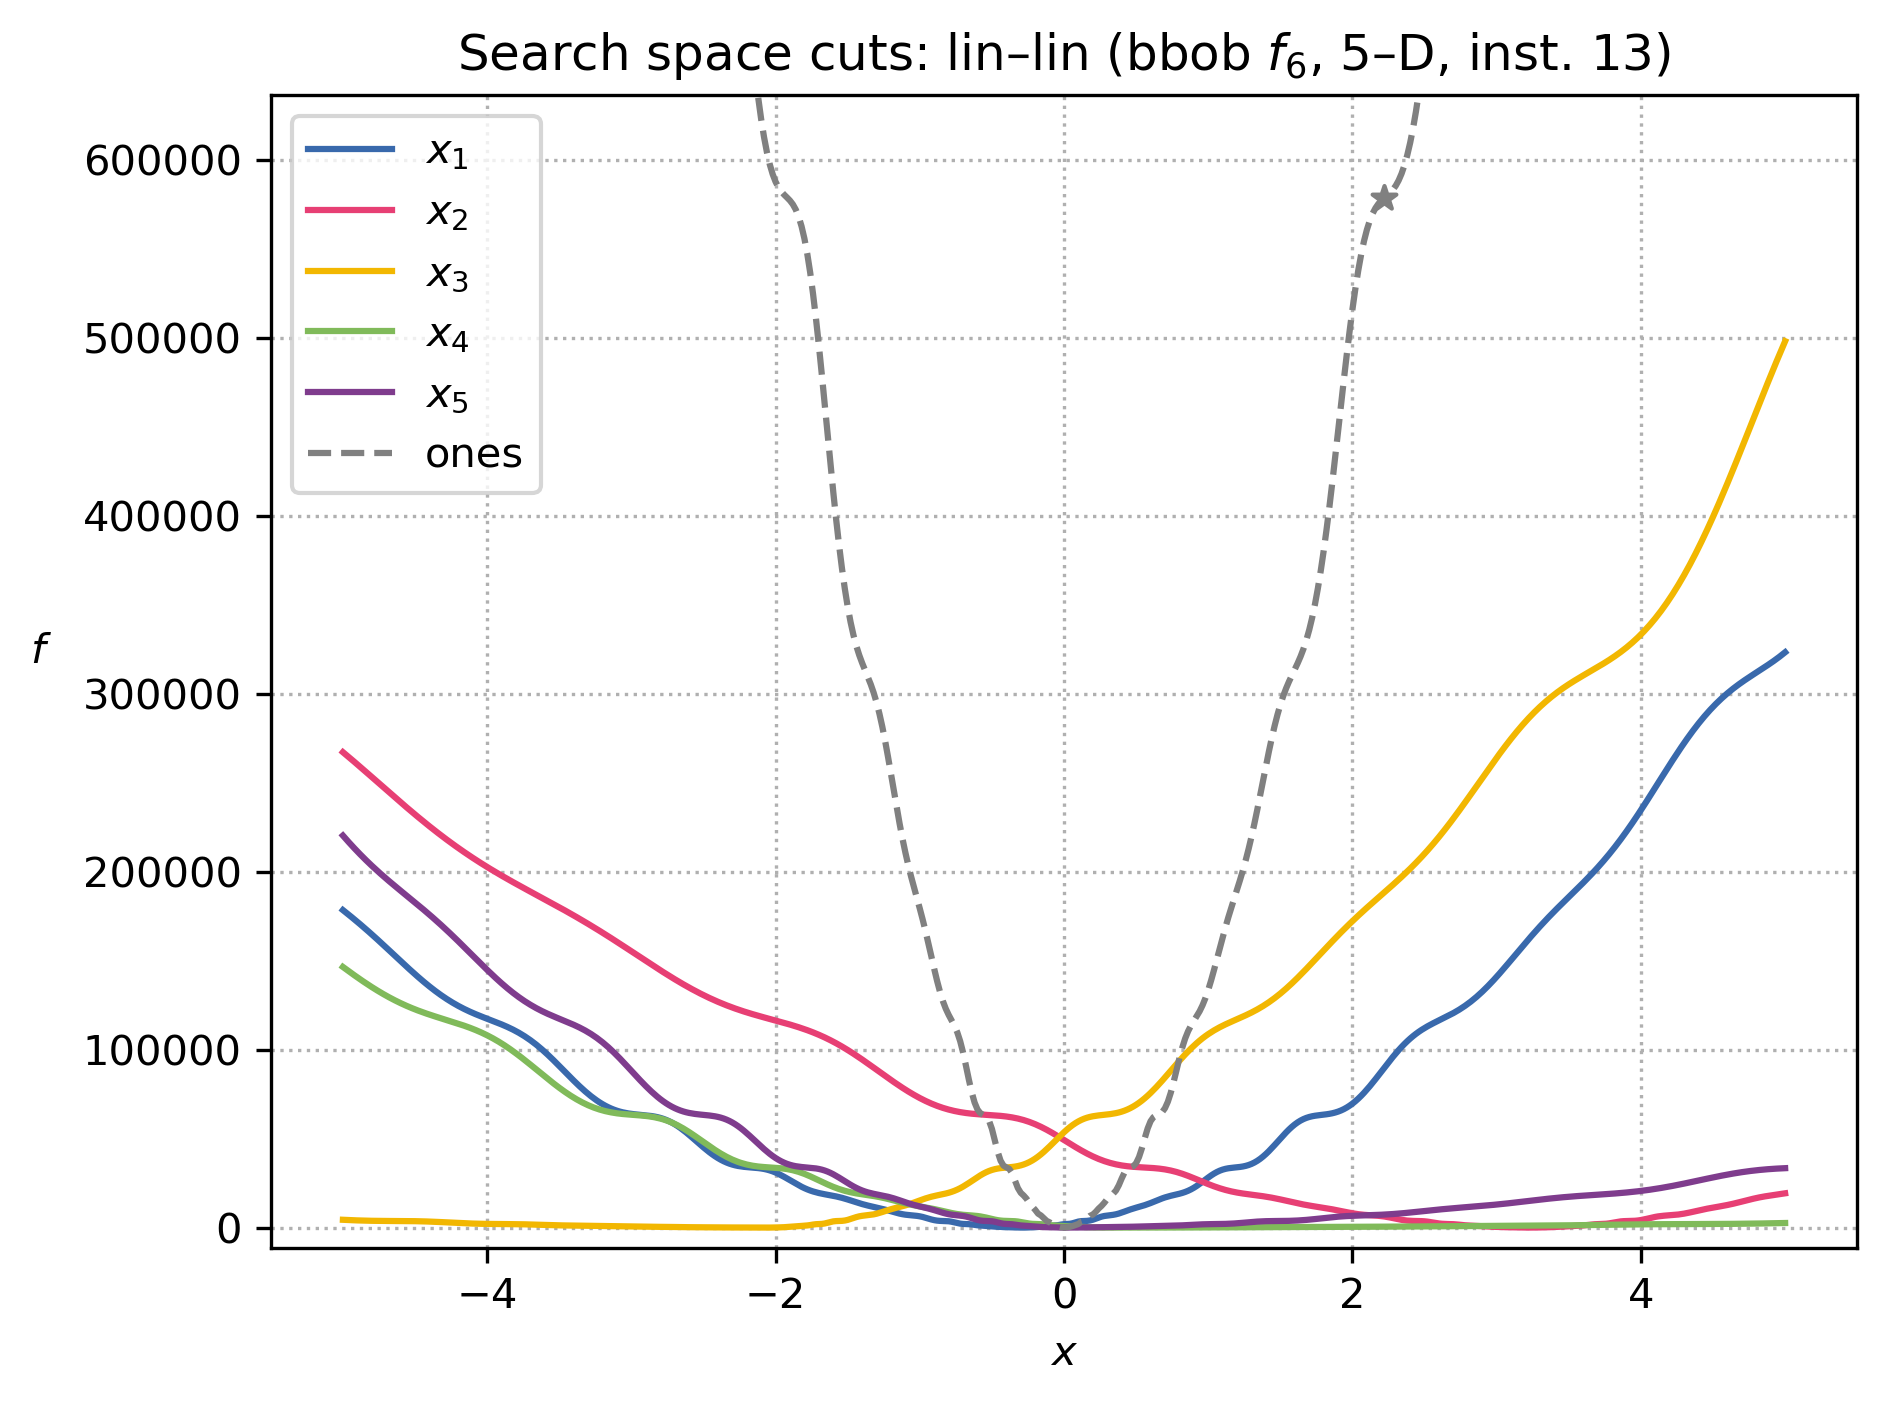 Search space cuts: lin–lin (bbob f₆, 5–D, inst. 13)
x₁
x₂
x₃
x₄
x₅
ones
600000
500000
400000
300000
200000
100000
0
f
−4 −2 0 2 4
x